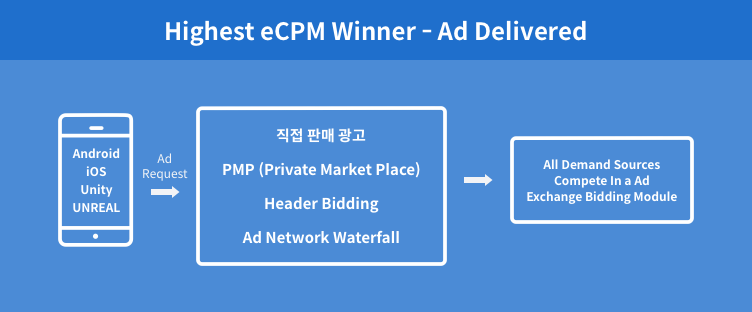 Highest eCPM Winner - Ad Delivered
Android
iOS
Unity
UNREAL
Ad
Request
직접 판매 광고
PMP (Private Market Place)
Header Bidding
Ad Network Waterfall
All Demand Sources
Compete In a Ad
Exchange Bidding Module